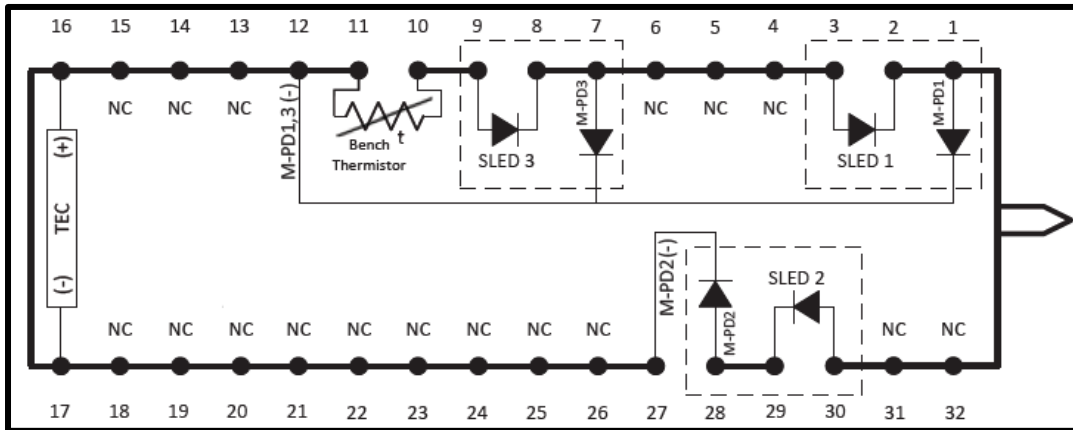 16 15 14 13 12 11 10 9 8 7 6 5 4 3 2 1
NC NC NC NC NC NC
M-PD1,3 (-)
M-PD3
M-PD1
t
Bench
Thermistor
SLED 3
SLED 1
(+)
TEC
(-)
M-PD2 (-)
SLED 2
M-PD2
NC NC NC NC NC NC NC NC NC NC NC
17 18 19 20 21 22 23 24 25 26 27 28 29 30 31 32